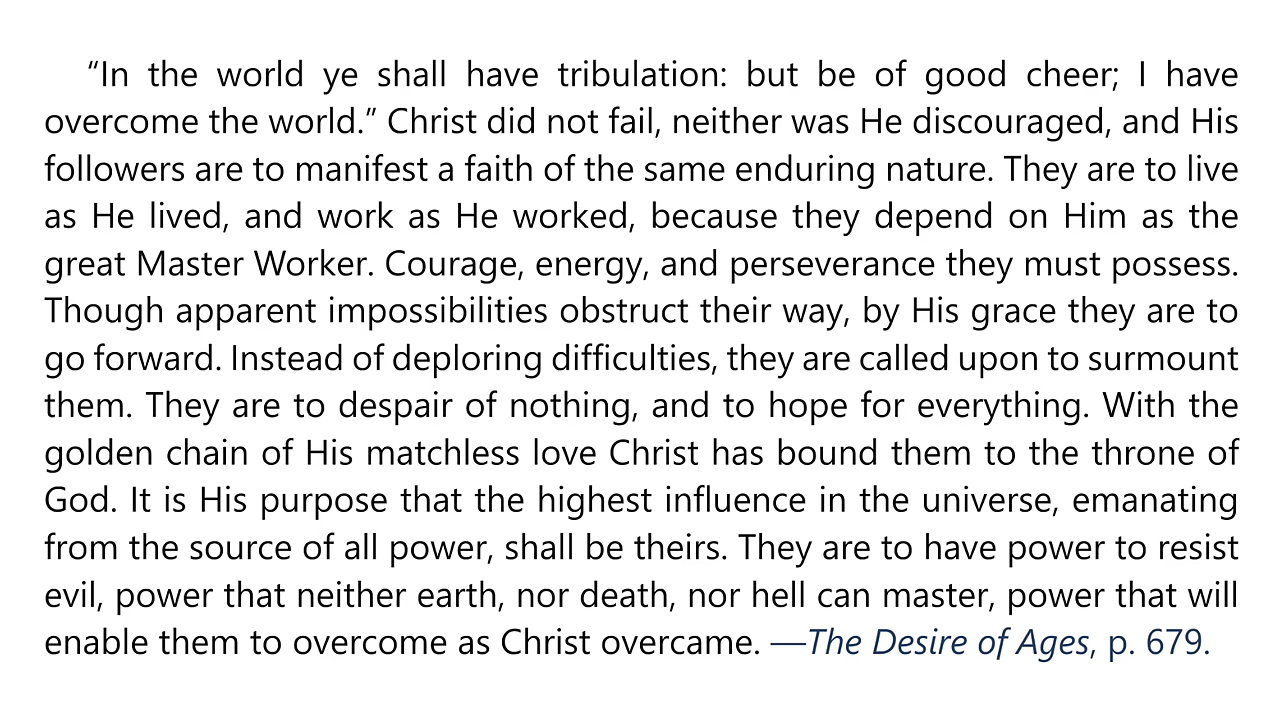 “In the world ye shall have tribulation: but be of good cheer; I have
overcome the world.” Christ did not fail, neither was He discouraged, and His
followers are to manifest a faith of the same enduring nature. They are to live
as He lived, and work as He worked, because they depend on Him as the
great Master Worker. Courage, energy, and perseverance they must possess.
Though apparent impossibilities obstruct their way, by His grace they are to
go forward. Instead of deploring difficulties, they are called upon to surmount
them. They are to despair of nothing, and to hope for everything. With the
golden chain of His matchless love Christ has bound them to the throne of
God. It is His purpose that the highest influence in the universe, emanating
from the source of all power, shall be theirs. They are to have power to resist
evil, power that neither earth, nor death, nor hell can master, power that will
enable them to overcome as Christ overcame. —The Desire of Ages, p. 679.